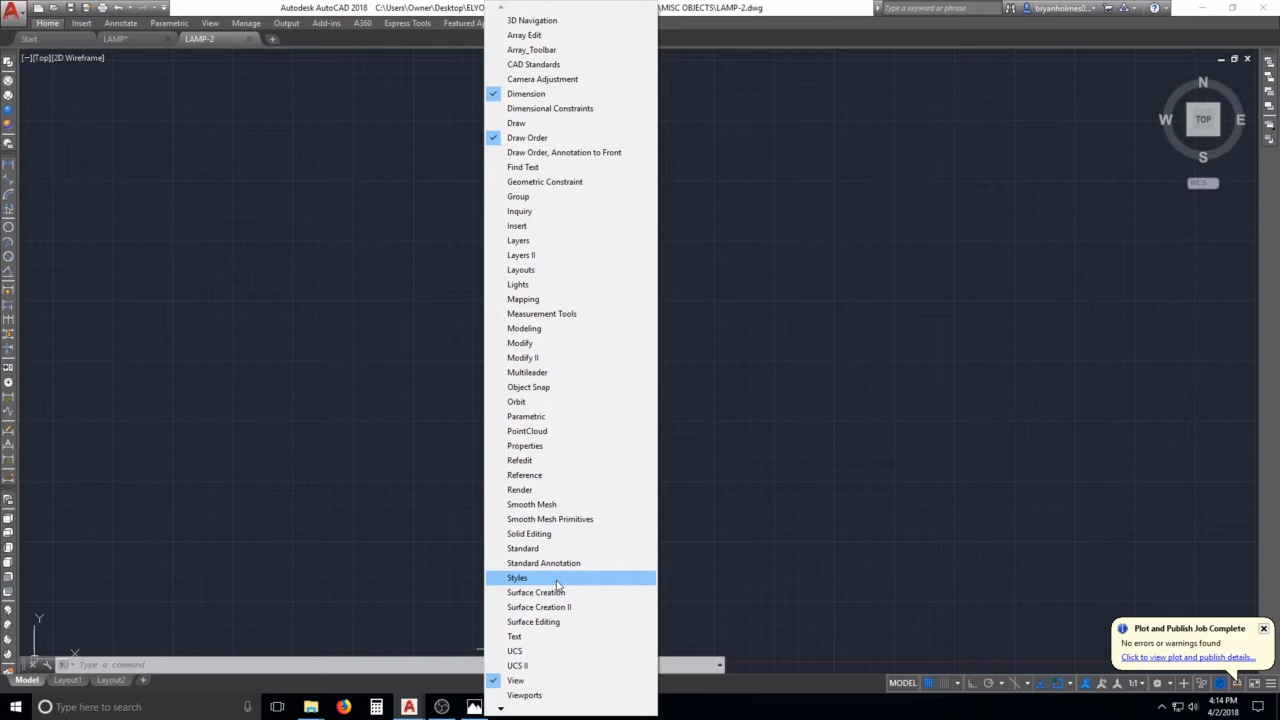 Autodesk AutoCAD 2018 C:\Users\Owner\Desktop\ELYO
MISC OBJECTS\LAMP-2.dwg
Type a keyword or phrase
bryanholmes0...
Home Insert Annotate Parametric View Manage Output Add-ins A360 Express Tools Featured A
Start LAMP* LAMP-2
[−][Top][2D Wireframe]
3D Navigation
Array Edit
Array_Toolbar
CAD Standards
Camera Adjustment
Dimension
Dimensional Constraints
Draw
Draw Order
Draw Order, Annotation to Front
Find Text
Geometric Constraint
Group
Inquiry
Insert
Layers
Layers II
Layouts
Lights
Mapping
Measurement Tools
Modeling
Modify
Modify II
Multileader
Object Snap
Orbit
Parametric
PointCloud
Properties
Refedit
Reference
Render
Smooth Mesh
Smooth Mesh Primitives
Solid Editing
Standard
Standard Annotation
Styles
Surface Creation
Surface Creation II
Surface Editing
Text
UCS
UCS II
View
Viewports
N
W TOP E
S
WCS
Y
X
Plot and Publish Job Complete
No errors or warnings found
Click to view plot and publish details...
Type a command
Model Layout1 Layout2
MODEL
1:1
Type here to search
4:14 PM
4/2/2018